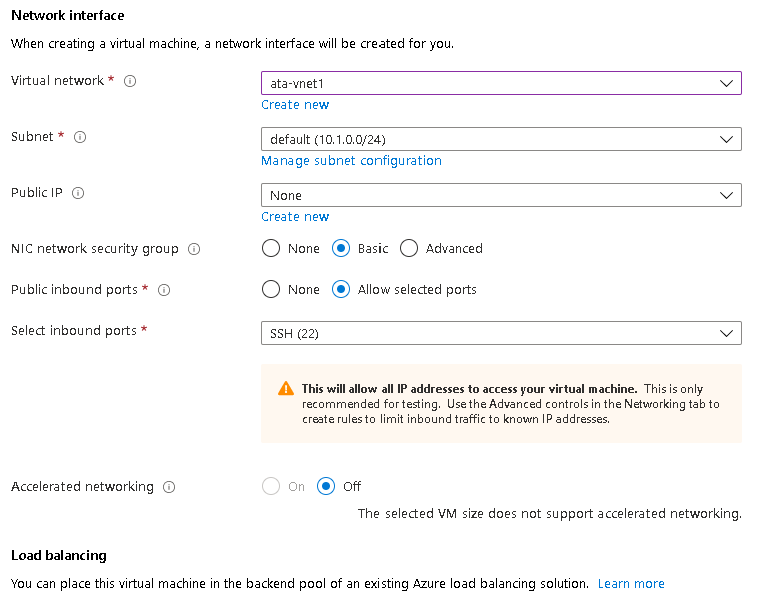 Network interface
When creating a virtual machine, a network interface will be created for you.
Virtual network *
ata-vnet1
Create new
Subnet *
default (10.1.0.0/24)
Manage subnet configuration
Public IP
None
Create new
NIC network security group
None Basic Advanced
Public inbound ports *
None Allow selected ports
Select inbound ports *
SSH (22)
This will allow all IP addresses to access your virtual machine. This is only
recommended for testing. Use the Advanced controls in the Networking tab to
create rules to limit inbound traffic to known IP addresses.
Accelerated networking
On Off
The selected VM size does not support accelerated networking.
Load balancing
You can place this virtual machine in the backend pool of an existing Azure load balancing solution. Learn more